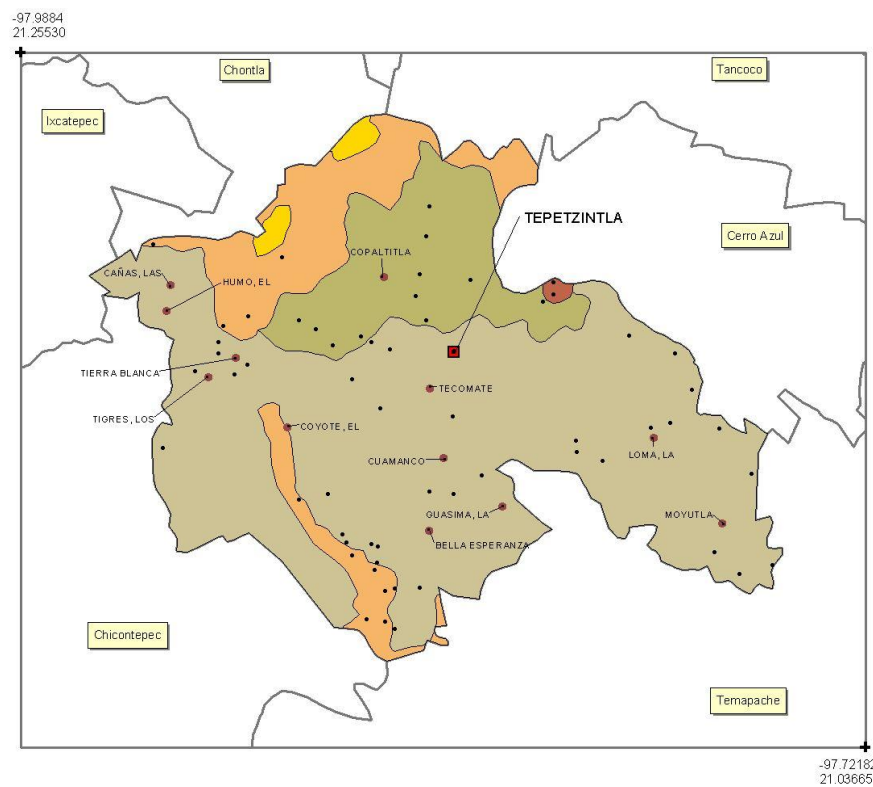 -97.9884
21.25530
Chontla
Tancoco
Ixcatepec
TEPETZINTLA
Cerro Azul
COPALTITLA
CAÑAS, LAS
HUMO, EL
TIERRA BLANCA
TECOMATE
TIGRES, LOS
COYOTE, EL
LOMA, LA
CUAMANCO
GUASIMA, LA
MOYUTLA
BELLA ESPERANZA
Chicontepec
Temapache
-97.72182
21.03665